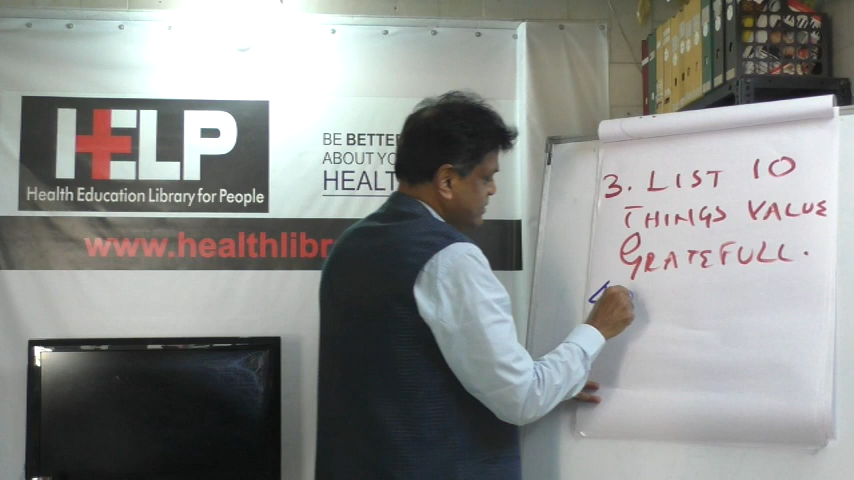 HELP
Health Education Library for People
BE BETTE
ABOUT YO
HEALT
www.healthlibr
3. LIST 10
THINGS VALUE
GRATEFULL.